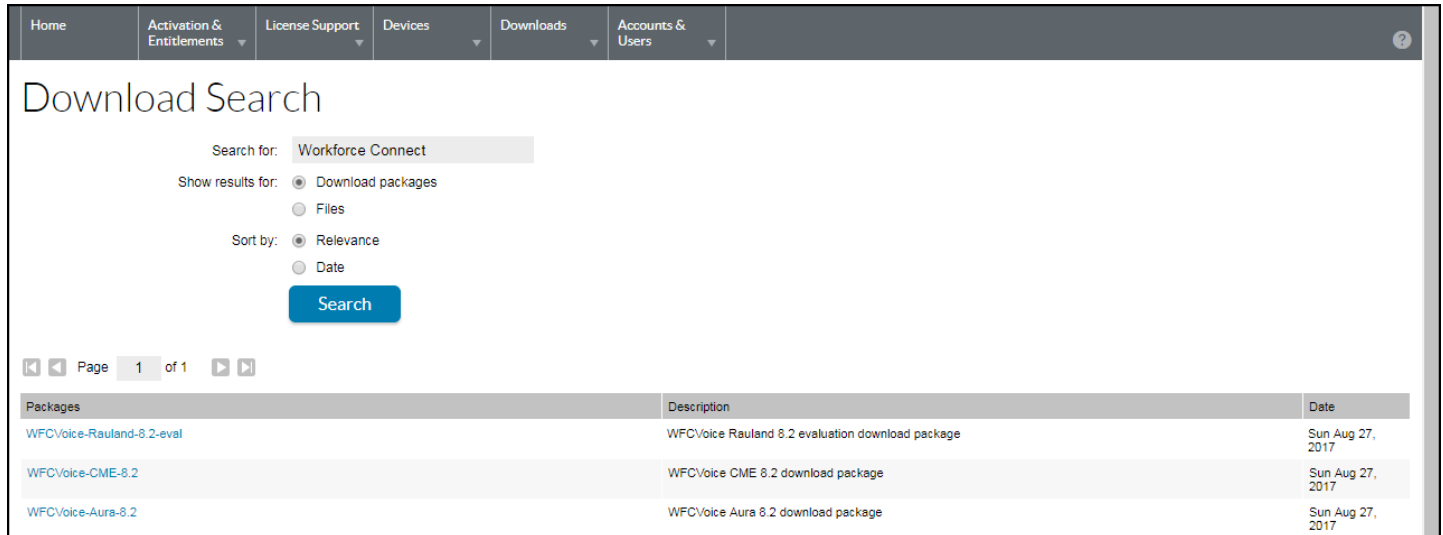 Home
Activation & Entitlements
License Support
Devices
Downloads
Accounts & Users
?
Download Search
Search for: Workforce Connect
Show results for: Download packages
Files
Sort by: Relevance
Date
Search
Page 1 of 1
Packages Description Date
WFCVoice-Rauland-8.2-eval WFCVoice Rauland 8.2 evaluation download package Sun Aug 27, 2017
WFCVoice-CME-8.2 WFCVoice CME 8.2 download package Sun Aug 27, 2017
WFCVoice-Aura-8.2 WFCVoice Aura 8.2 download package Sun Aug 27, 2017